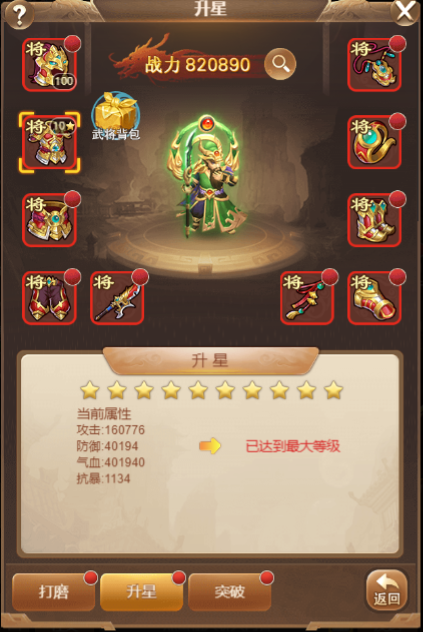 升星
?
战力 820890
将
100
将
将
10★
武将背包
将
将
将
将
将
将
将
将
升星
当前属性
攻击:160776
防御:40194
气血:401940
抗暴:1134
已达到最大等级
打磨
升星
突破
返回